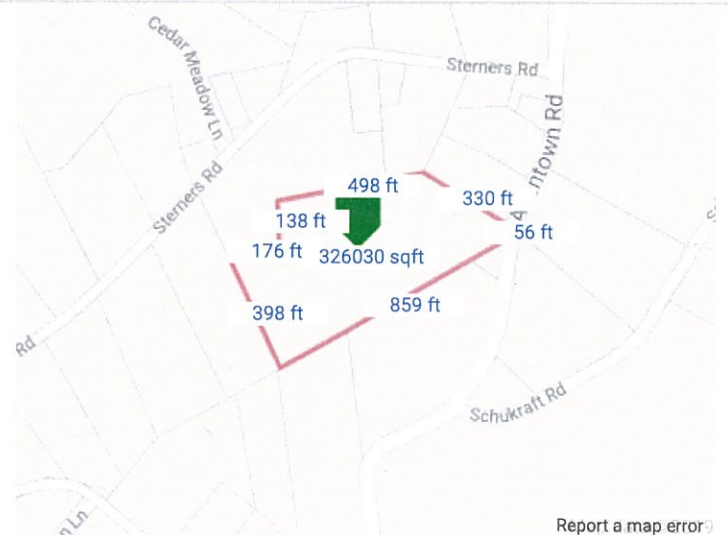 Cedar Meadow Ln
Sterners Rd
ntown Rd
498 ft
330 ft
138 ft
56 ft
Sterners Rd
176 ft
326030 sqft
859 ft
398 ft
Rd
Schukraft Rd
n Ln
Report a map error